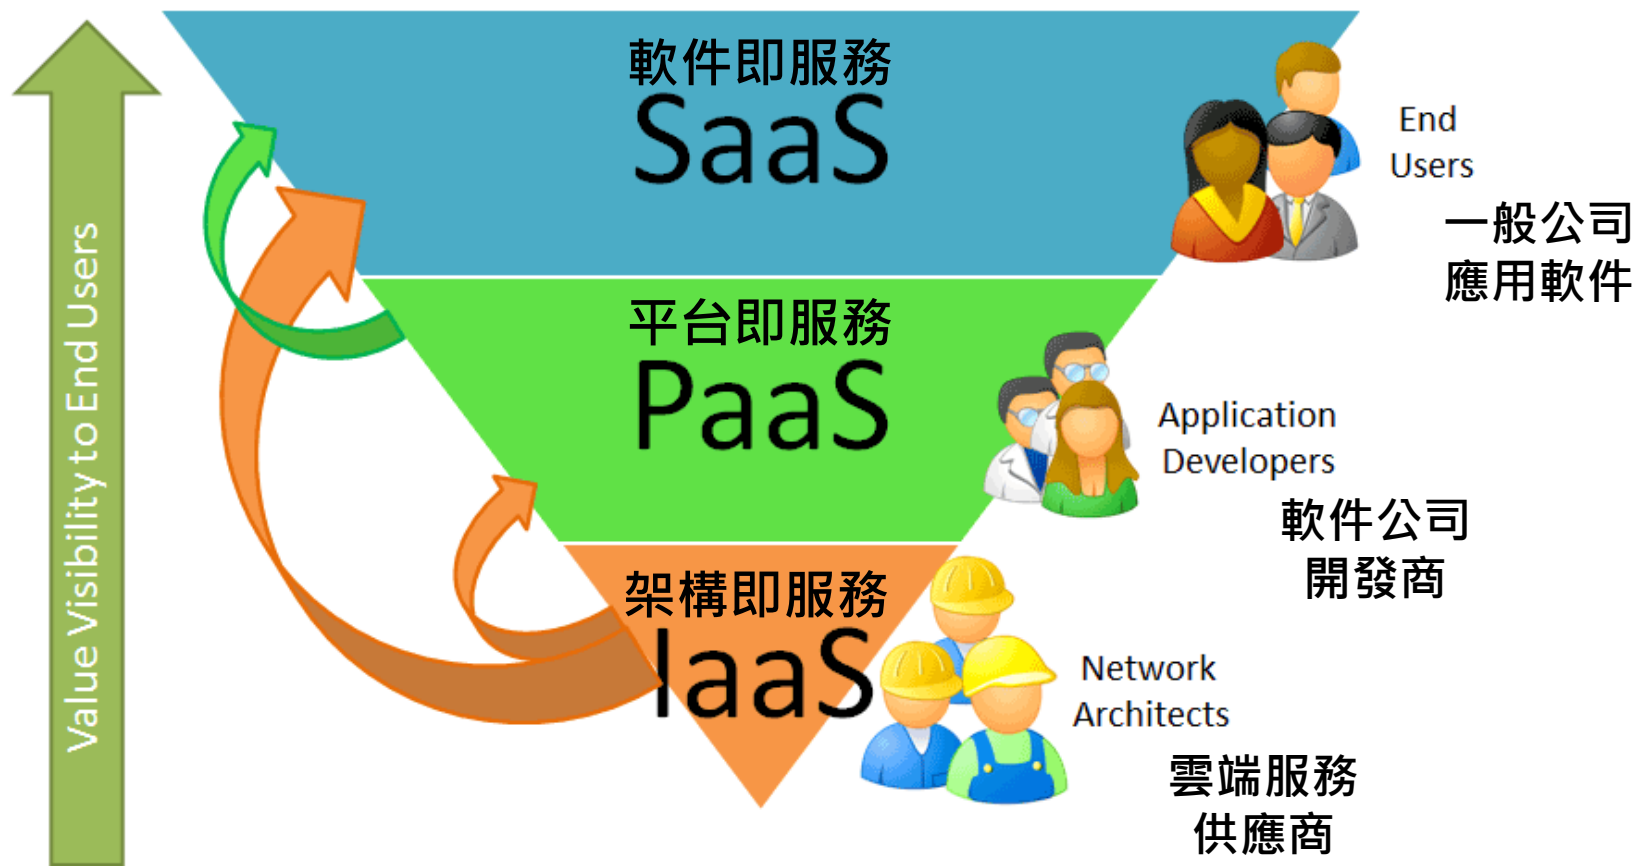 Value Visibility to End Users
軟件即服務
SaaS
End
Users
一般公司
應用軟件
平台即服務
PaaS
Application
Developers
軟件公司
開發商
架構即服務
IaaS
Network
Architects
雲端服務
供應商